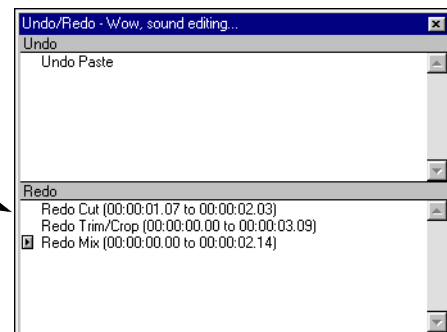 Undo/Redo - Wow, sound editing...
Undo
Undo Paste
Redo
Redo Cut (00:00:01.07 to 00:00:02.03)
Redo Trim/Crop (00:00:00.00 to 00:00:03.09)
Redo Mix (00:00:00.00 to 00:00:02.14)